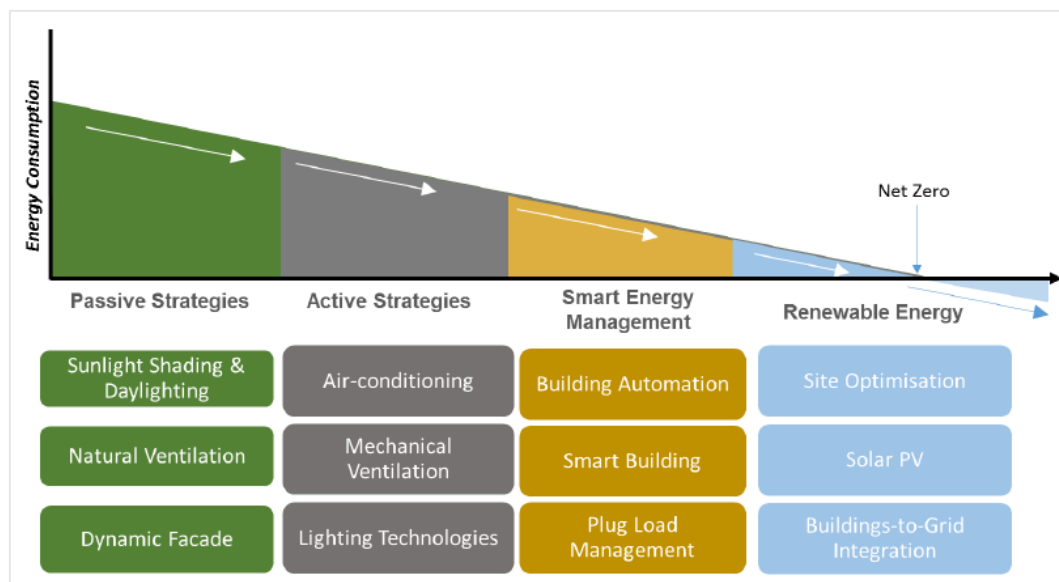 Energy Consumption
Net Zero
Passive Strategies
Active Strategies
Smart Energy
Management
Renewable Energy
Sunlight Shading &
Daylighting
Air-conditioning
Building Automation
Site Optimisation
Natural Ventilation
Mechanical
Ventilation
Smart Building
Solar PV
Dynamic Facade
Lighting Technologies
Plug Load
Management
Buildings-to-Grid
Integration